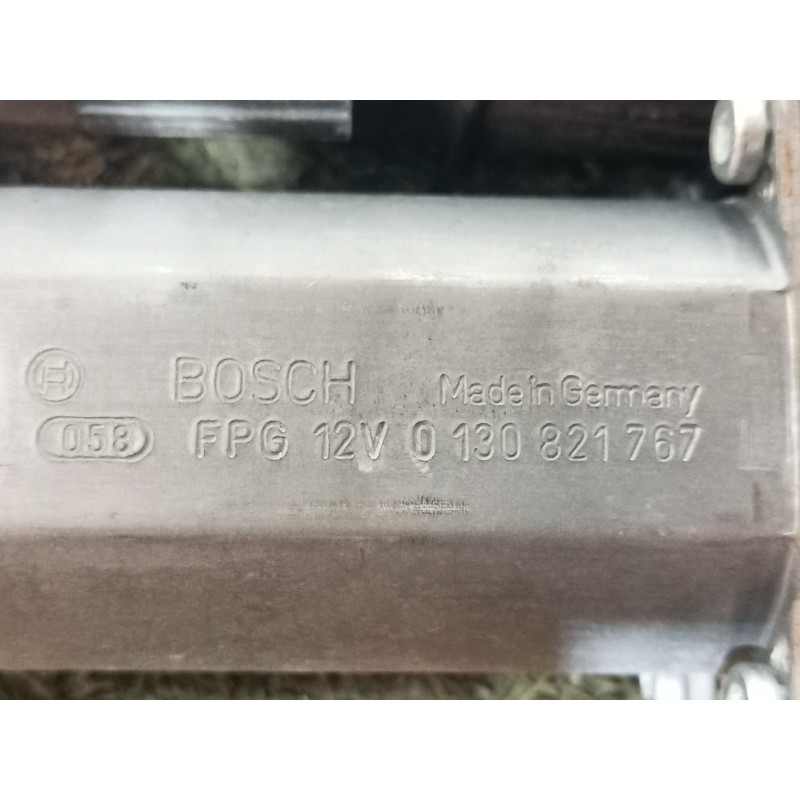 BOSCH Made in Germany
058 FPG 12V 0 130 821 767